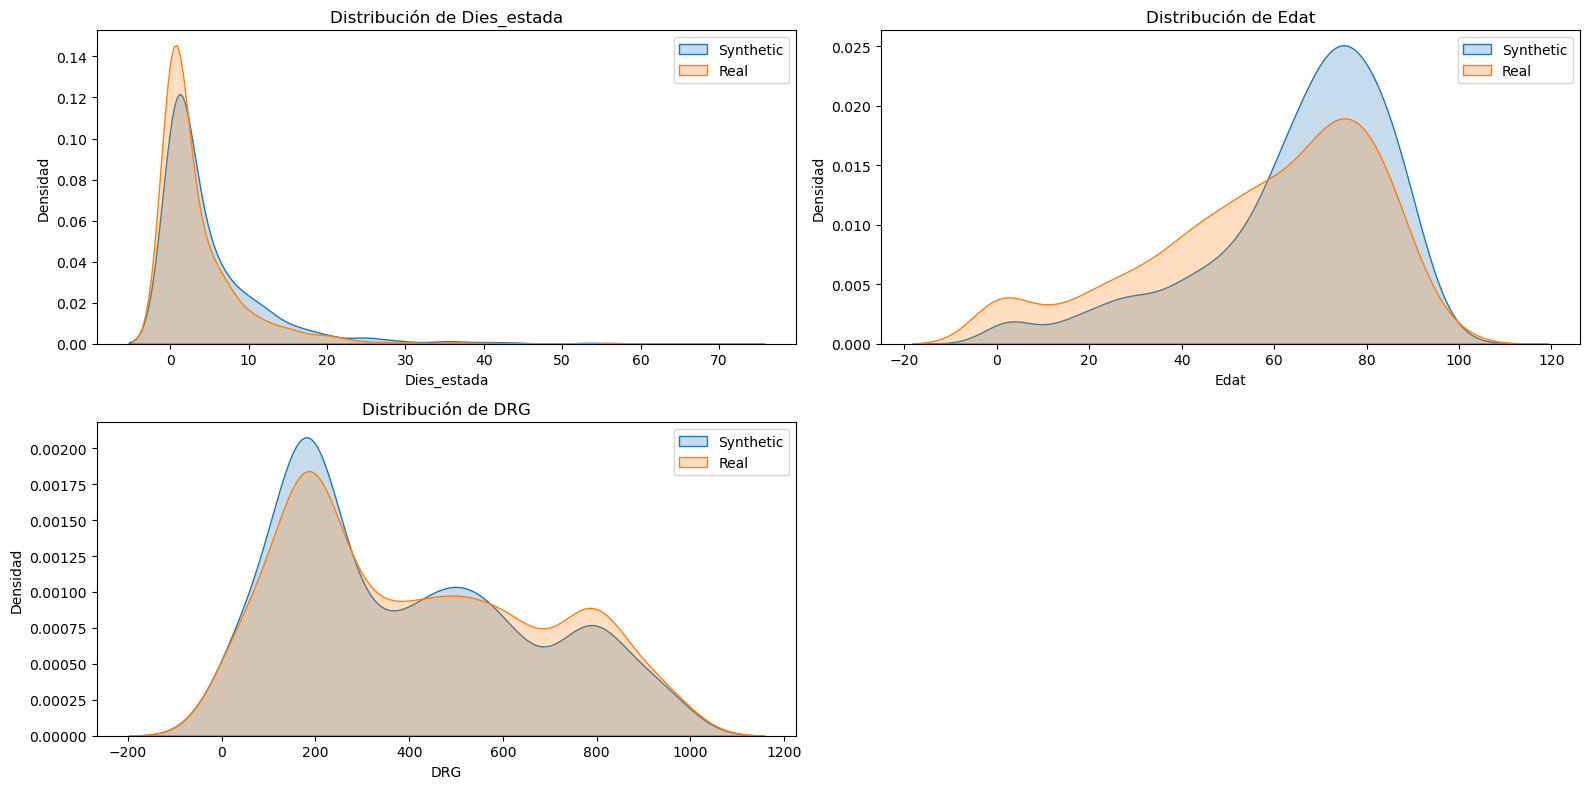 Distribución de Dies_estada
Densidad
0.14
0.12
0.10
0.08
0.06
0.04
0.02
0.00
0 10 20 30 40 50 60 70
Dies_estada
Synthetic
Real
Distribución de Edat
Densidad
0.025
0.020
0.015
0.010
0.005
0.000
−20 0 20 40 60 80 100 120
Edat
Synthetic
Real
Distribución de DRG
Densidad
0.00200
0.00175
0.00150
0.00125
0.00100
0.00075
0.00050
0.00025
0.00000
−200 0 200 400 600 800 1000 1200
DRG
Synthetic
Real